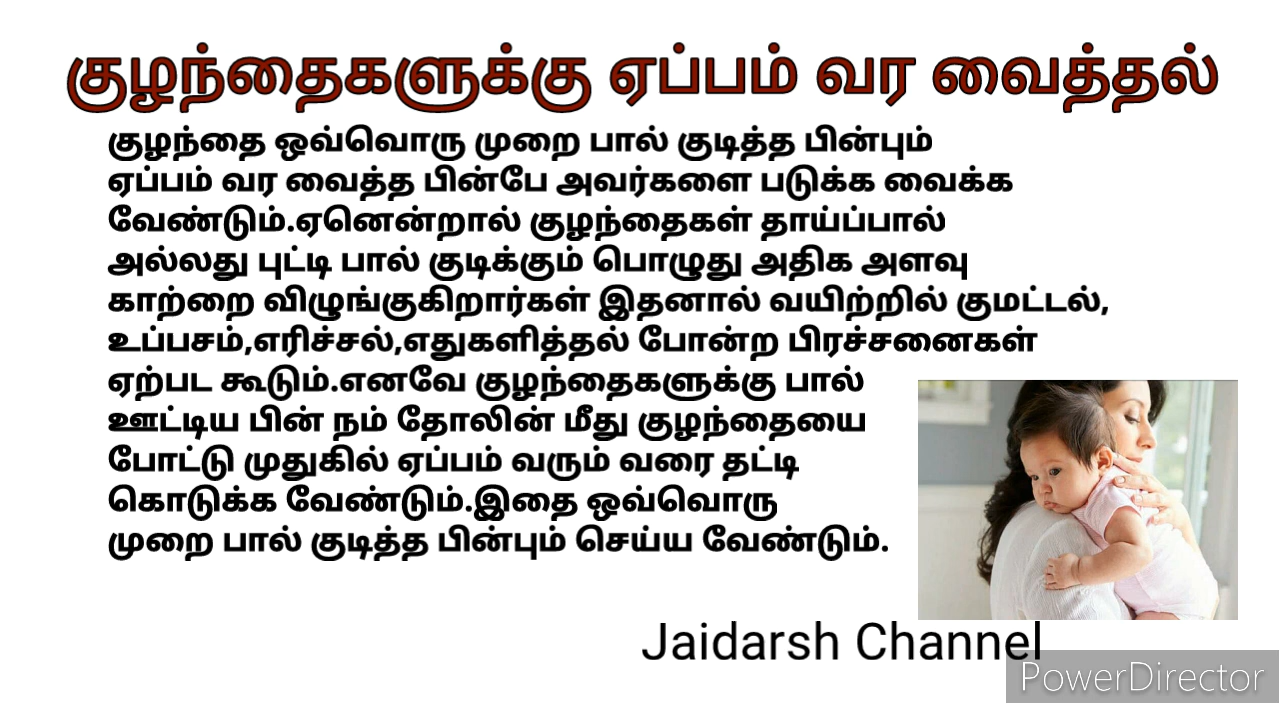 குழந்தைகளுக்கு ஏப்பம் வர வைத்தல்
குழந்தை ஒவ்வொரு முறை பால் குடித்த பின்பும்
ஏப்பம் வர வைத்த பின்பே அவர்களை படுக்க வைக்க
வேண்டும்.ஏனென்றால் குழந்தைகள் தாய்ப்பால்
அல்லது புட்டி பால் குடிக்கும் பொழுது அதிக அளவு
காற்றை விழுங்குகிறார்கள் இதனால் வயிற்றில் குமட்டல்,
உப்பசம்,எரிச்சல்,எதுகளித்தல் போன்ற பிரச்சனைகள்
ஏற்பட கூடும்.எனவே குழந்தைகளுக்கு பால்
ஊட்டிய பின் நம் தோலின் மீது குழந்தையை
போட்டு முதுகில் ஏப்பம் வரும் வரை தட்டி
கொடுக்க வேண்டும்.இதை ஒவ்வொரு
முறை பால் குடித்த பின்பும் செய்ய வேண்டும்.
Jaidarsh Channel
PowerDirector